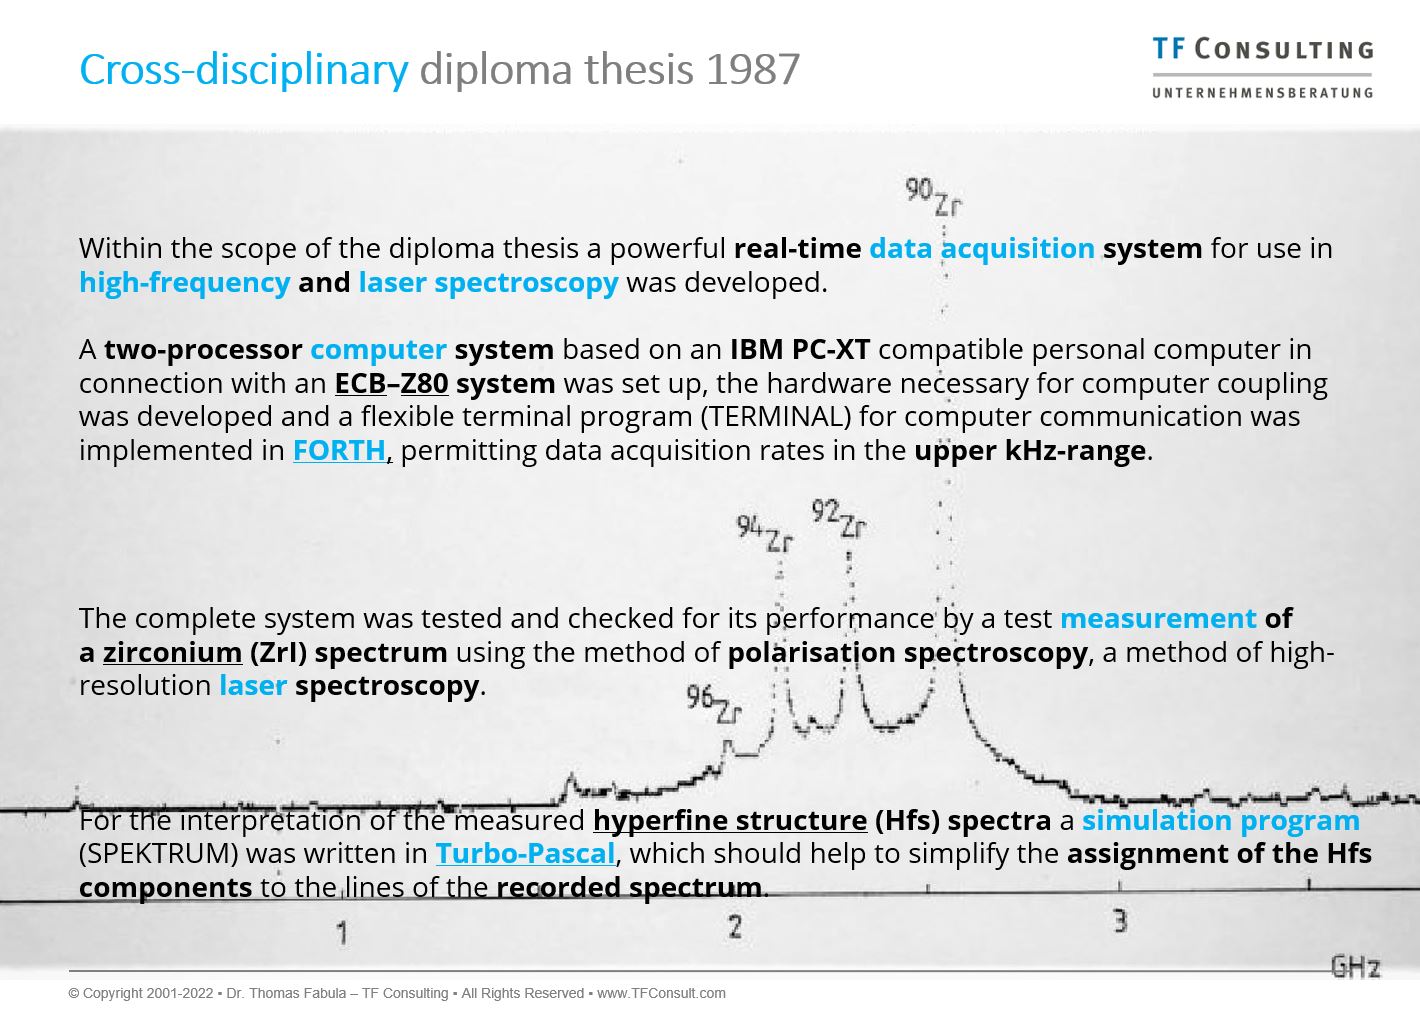 Cross-disciplinary diploma thesis 1987
TF CONSULTING
UNTERNEHMENSBERATUNG
90Zr
Within the scope of the diploma thesis a powerful real-time data acquisition system for use in
high-frequency and laser spectroscopy was developed.
A two-processor computer system based on an IBM PC-XT compatible personal computer in
connection with an ECB–Z80 system was set up, the hardware necessary for computer coupling
was developed and a flexible terminal program (TERMINAL) for computer communication was
implemented in FORTH, permitting data acquisition rates in the upper kHz-range.
94Zr 92Zr
The complete system was tested and checked for its performance by a test measurement of
a zirconium (ZrI) spectrum using the method of polarisation spectroscopy, a method of high-
resolution laser spectroscopy.
96Zr
For the interpretation of the measured hyperfine structure (Hfs) spectra a simulation program
(SPEKTRUM) was written in Turbo-Pascal, which should help to simplify the assignment of the Hfs
components to the lines of the recorded spectrum.
1 2 3
GHz
© Copyright 2001-2022 ▪ Dr. Thomas Fabula – TF Consulting ▪ All Rights Reserved ▪ www.TFConsult.com